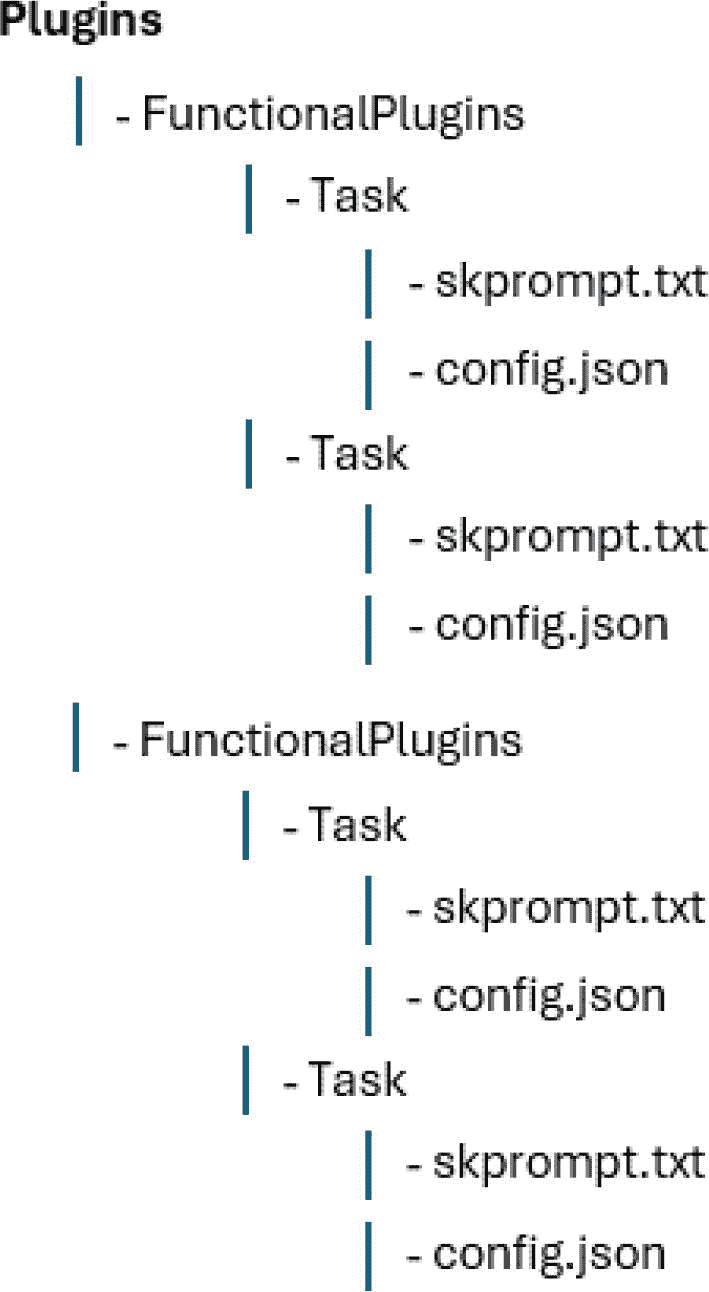 Plugins
- FunctionalPlugins
- Task
- skprompt.txt
- config.json
- Task
- skprompt.txt
- config.json
- FunctionalPlugins
- Task
- skprompt.txt
- config.json
- Task
- skprompt.txt
- config.json